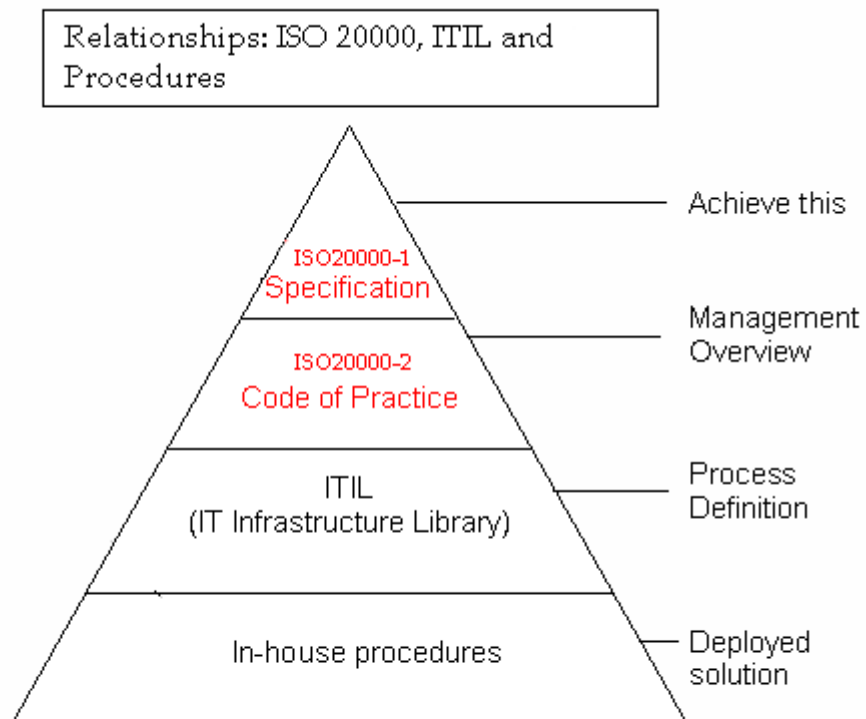 Relationships: ISO 20000, ITIL and
Procedures
Achieve this
ISO20000-1
Specification
Management
Overview
ISO20000-2
Code of Practice
ITIL
(IT Infrastructure Library)
Process
Definition
In-house procedures
Deployed
solution